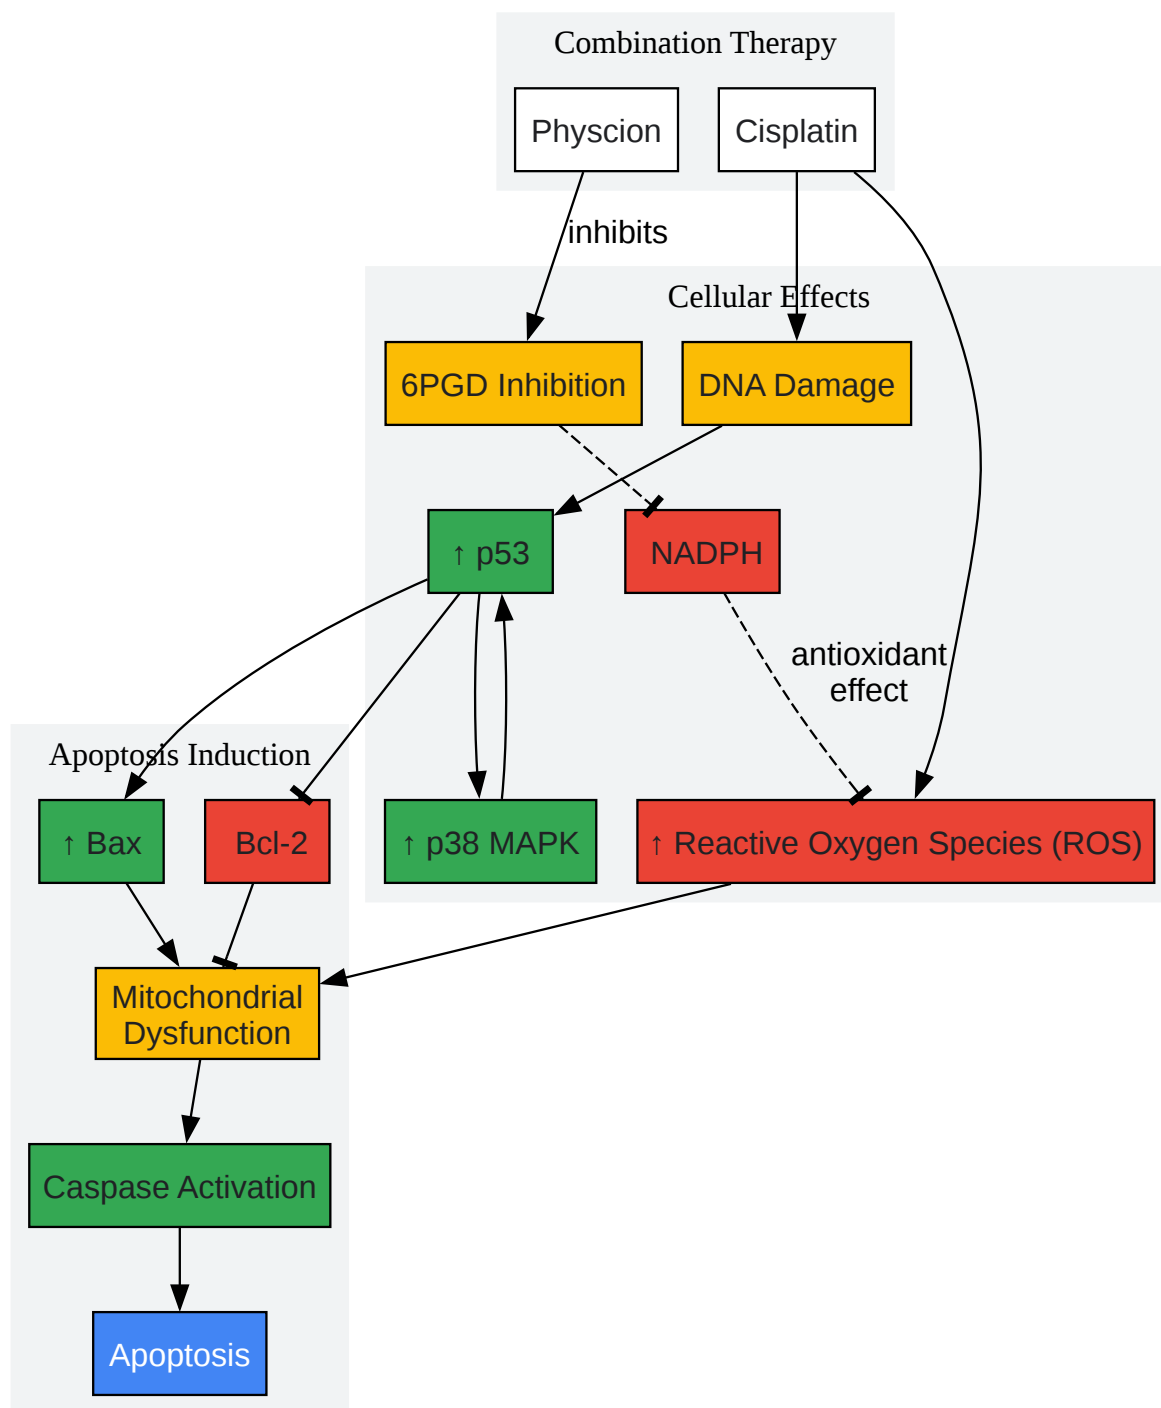 Combination Therapy
Physcion
Cisplatin
inhibits
Cellular Effects
6PGD Inhibition
DNA Damage
↑ p53
NADPH
antioxidant
effect
Apoptosis Induction
↑ Bax
Bcl-2
↑ p38 MAPK
↑ Reactive Oxygen Species (ROS)
Mitochondrial
Dysfunction
Caspase Activation
Apoptosis